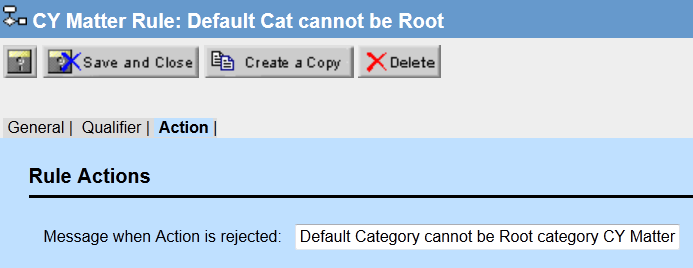 CY Matter Rule: Default Cat cannot be Root
Save and Close Create a Copy Delete
General | Qualifier | Action |
Rule Actions
Message when Action is rejected: Default Category cannot be Root category CY Matter